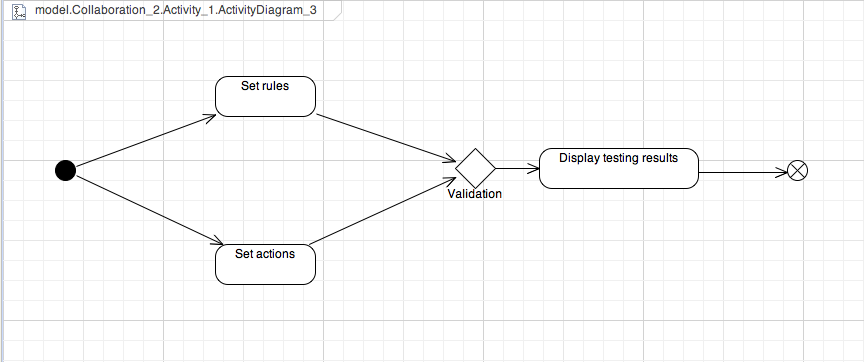 model.Collaboration_2.Activity_1.ActivityDiagram_3
Set rules
Display testing results
Validation
Set actions